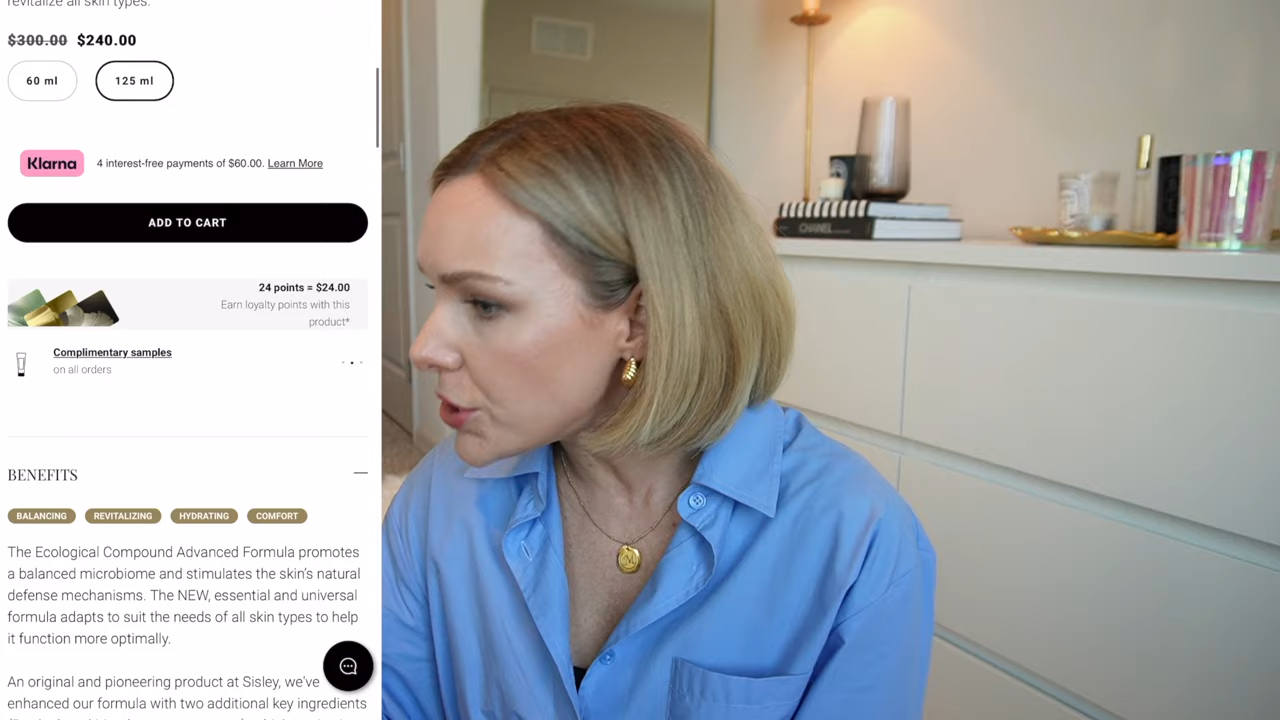 revitalize all skin types.
$300.00 $240.00
60 ml
125 ml
Klarna
4 interest-free payments of $60.00. Learn More
ADD TO CART
24 points = $24.00
Earn loyalty points with this
product*
Complimentary samples
on all orders
BENEFITS
BALANCING
REVITALIZING
HYDRATING
COMFORT
The Ecological Compound Advanced Formula promotes
a balanced microbiome and stimulates the skin's natural
defense mechanisms. The NEW, essential and universal
formula adapts to suit the needs of all skin types to help
it function more optimally.
An original and pioneering product at Sisley, we've
enhanced our formula with two additional key ingredients
CHANEL